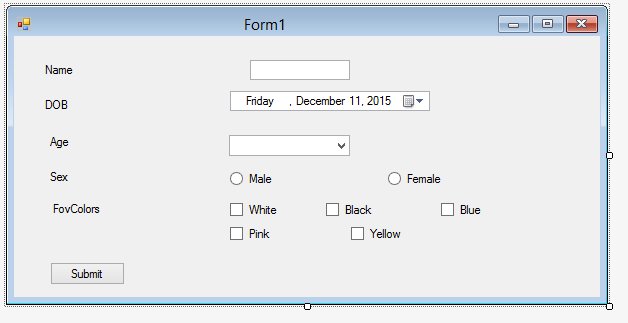 Form1
Name
DOB Friday , December 11, 2015
Age
Sex Male Female
FovColors White Black Blue
Pink Yellow
Submit